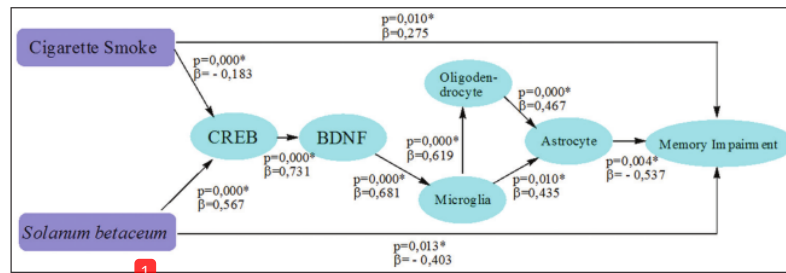 p=0,010*
β=0,275
Cigarette Smoke
p=0,000*
β= - 0,183
Oligoden-
drocyte
p=0,000*
β=0,467
CREB
BDNF
p=0,000*
β=0,731
p=0,000*
β=0,619
Astrocyte
Memory Impairment
p=0,004*
β= - 0,537
p=0,000*
β=0,681
p=0,010*
β=0,435
Microglia
p=0,000*
β=0,567
Solanum betaceum
p=0,013*
β= - 0,403
1